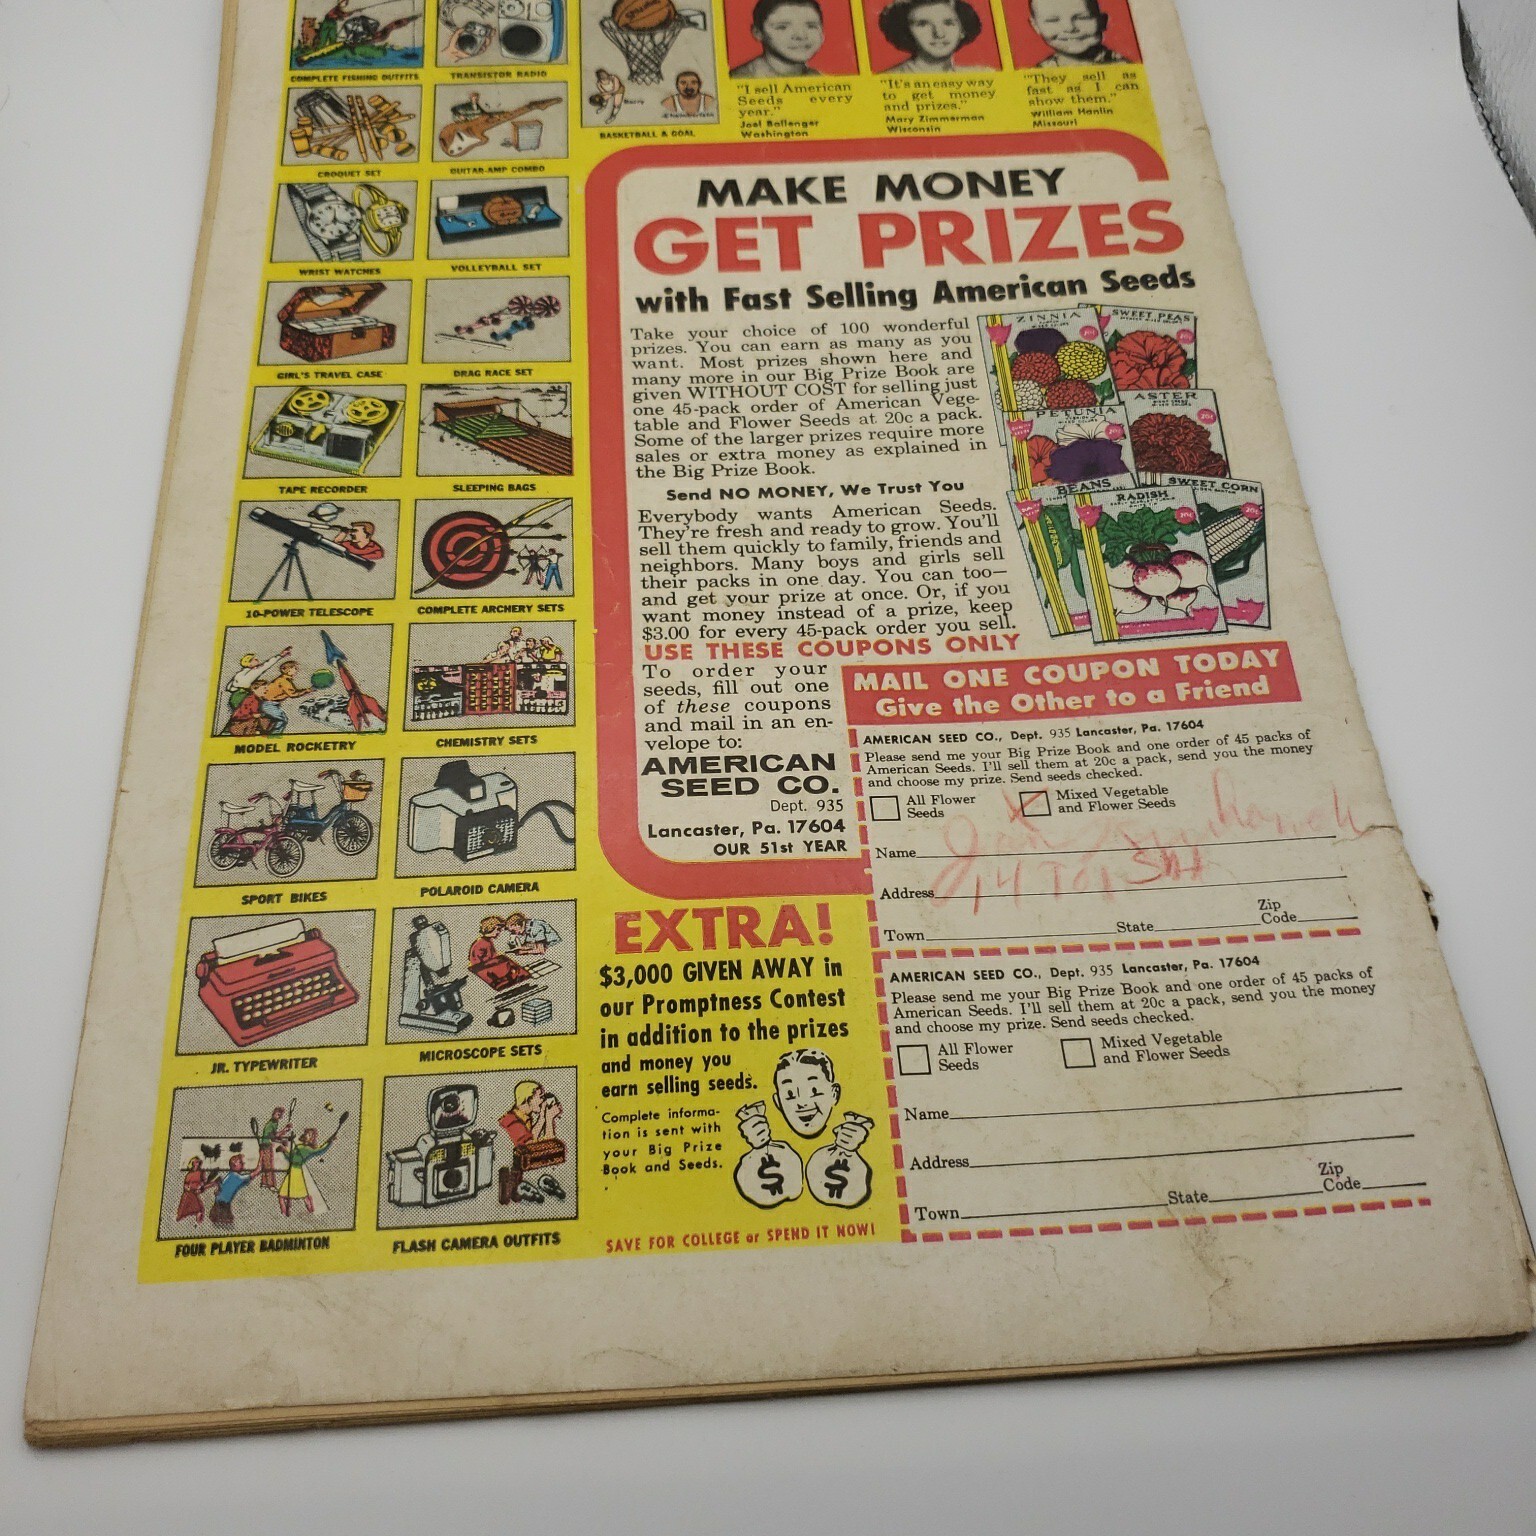 COMPLETE FISHING OUTFITS
TRANSISTOR RADIO
CROQUET SET
GUITAR-AMP COMBO
BASKETBALL & GOAL
WRIST WATCHES
VOLLEYBALL SET
GIRL'S TRAVEL CASE
DRAG RACE SET
TAPE RECORDER
SLEEPING BAGS
10-POWER TELESCOPE
COMPLETE ARCHERY SETS
MODEL ROCKETRY
CHEMISTRY SETS
SPORT BIKES
POLAROID CAMERA
JR. TYPEWRITER
MICROSCOPE SETS
FOUR PLAYER BADMINTON
FLASH CAMERA OUTFITS
"I sell American
Seeds every
year."
Joel Ballenger
Washington
"It's an easy way
to get money
and prizes."
Mary Zimmerman
Wisconsin
"They sell as
fast as I can
show them."
William Hanlin
Missouri
MAKE MONEY
GET PRIZES
with Fast Selling American Seeds
Take your choice of 100 wonderful
prizes. You can earn as many as you
want. Most prizes shown here and
many more in our Big Prize Book are
given WITHOUT COST for selling just
one 45-pack order of American Vege-
table and Flower Seeds at 20c a pack.
Some of the larger prizes require more
sales or extra money as explained in
the Big Prize Book.
ZINNIA
SWEET PEAS
PETUNIA
ASTER
BEANS
RADISH
SWEET CORN
Send NO MONEY, We Trust You
Everybody wants American Seeds.
They're fresh and ready to grow. You'll
sell them quickly to family, friends and
neighbors. Many boys and girls sell
their packs in one day. You can too—
and get your prize at once. Or, if you
want money instead of a prize, keep
$3.00 for every 45-pack order you sell.
USE THESE COUPONS ONLY
To order your
seeds, fill out one
of these coupons
and mail in an en-
velope to:
AMERICAN
SEED CO.
Dept. 935
Lancaster, Pa. 17604
OUR 51st YEAR
MAIL ONE COUPON TODAY
Give the Other to a Friend
AMERICAN SEED CO., Dept. 935 Lancaster, Pa. 17604
Please send me your Big Prize Book and one order of 45 packs of
American Seeds. I'll sell them at 20c a pack, send you the money
and choose my prize. Send seeds checked.
All Flower
Seeds
Mixed Vegetable
and Flower Seeds
Name
Address
Town State Zip
Code
AMERICAN SEED CO., Dept. 935 Lancaster, Pa. 17604
Please send me your Big Prize Book and one order of 45 packs of
American Seeds. I'll sell them at 20c a pack, send you the money
and choose my prize. Send seeds checked.
All Flower
Seeds
Mixed Vegetable
and Flower Seeds
Name
Address
Town State Zip
Code
EXTRA!
$3,000 GIVEN AWAY in
our Promptness Contest
in addition to the prizes
and money you
earn selling seeds.
Complete informa-
tion is sent with
your Big Prize
Book and Seeds.
$ $
SAVE FOR COLLEGE or SPEND IT NOW!